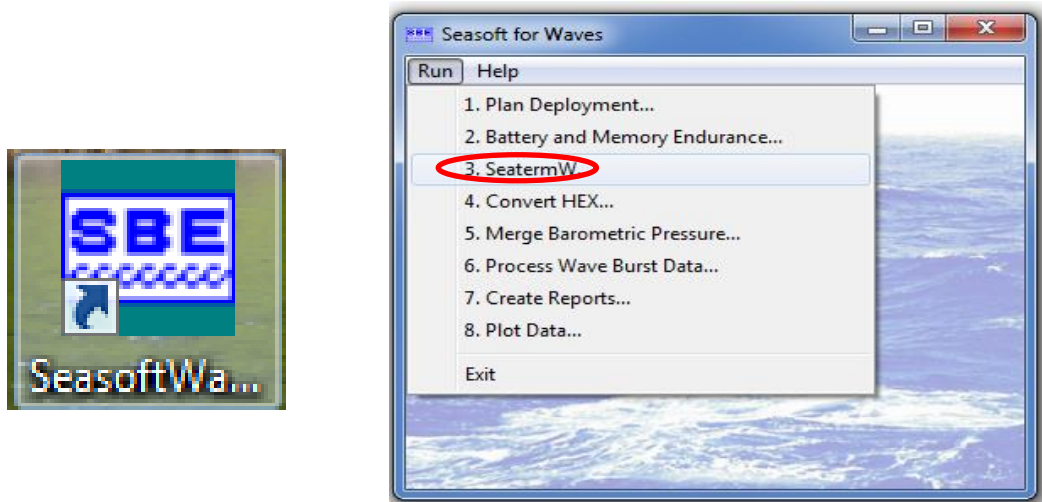 SBE
SeasoftWa...
SBE Seasoft for Waves
Run Help
1. Plan Deployment...
2. Battery and Memory Endurance...
3. SeatermW
4. Convert HEX...
5. Merge Barometric Pressure...
6. Process Wave Burst Data...
7. Create Reports...
8. Plot Data...
Exit